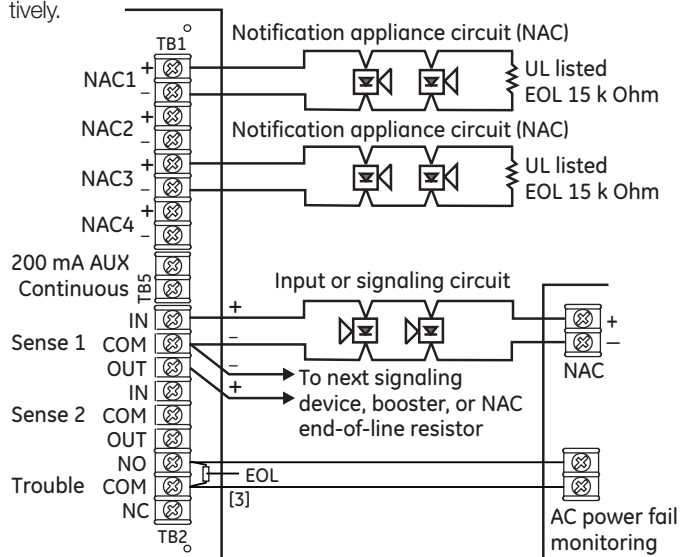 tively.
TB1
Notification appliance circuit (NAC)
NAC1
+
–
UL listed
EOL 15 k Ohm
NAC2
+
–
Notification appliance circuit (NAC)
NAC3
+
–
UL listed
EOL 15 k Ohm
NAC4
+
–
200 mA AUX
Continuous
TB5
Input or signaling circuit
Sense 1
IN
COM
OUT
+
–
–
+
To next signaling
device, booster, or NAC
end-of-line resistor
+
–
NAC
Sense 2
IN
COM
OUT
Trouble
NO
COM
NC
EOL
[3]
TB2
AC power fail
monitoring